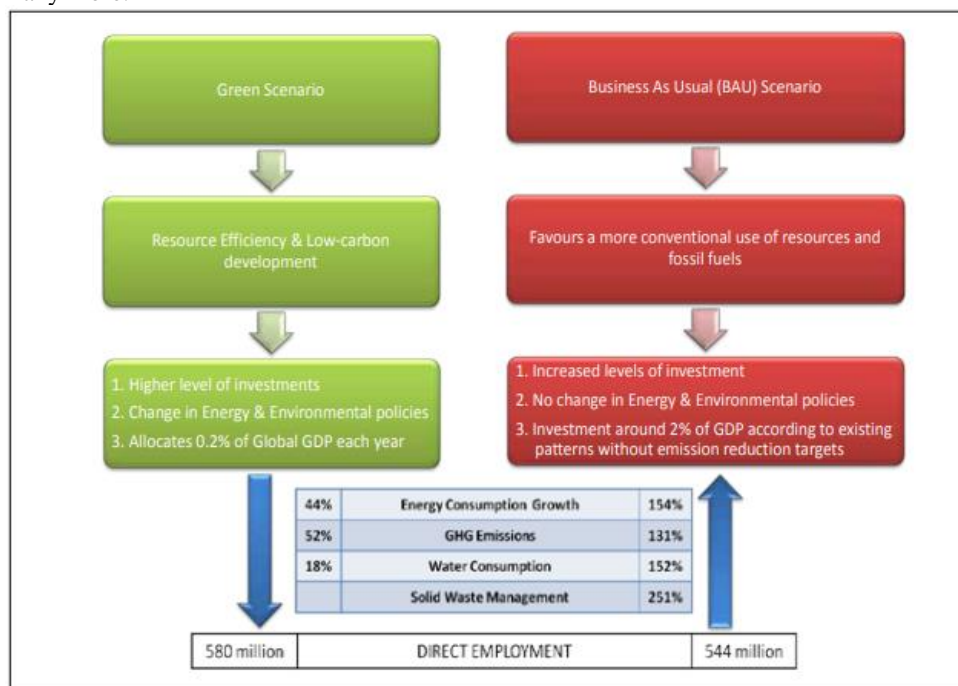 Green Scenario
Business As Usual (BAU) Scenario
Resource Efficiency & Low-carbon
development
Favours a more conventional use of resources and
fossil fuels
1. Higher level of investments
2. Change in Energy & Environmental policies
3. Allocates 0.2% of Global GDP each year
1. Increased levels of investment
2. No change in Energy & Environmental policies
3. Investment around 2% of GDP according to existing
patterns without emission reduction targets
44% Energy Consumption Growth 154%
52% GHG Emissions 131%
18% Water Consumption 152%
Solid Waste Management 251%
580 million DIRECT EMPLOYMENT 544 million